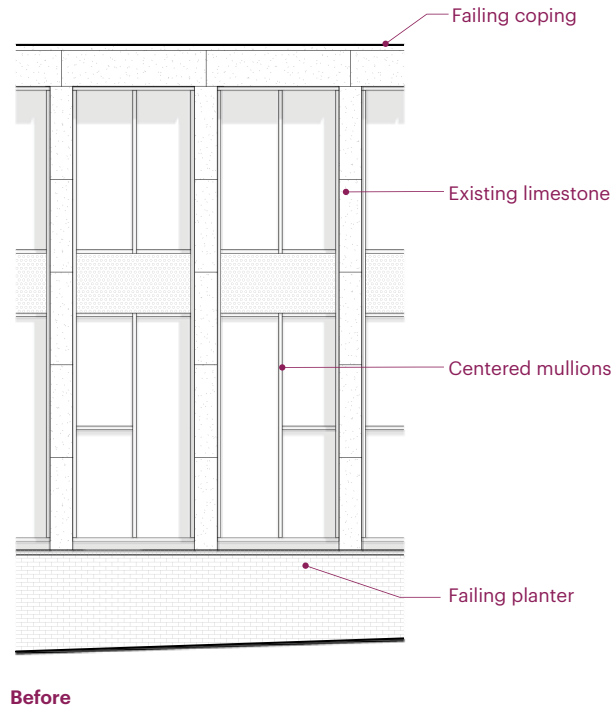 Failing coping
Existing limestone
Centered mullions
Failing planter
Before